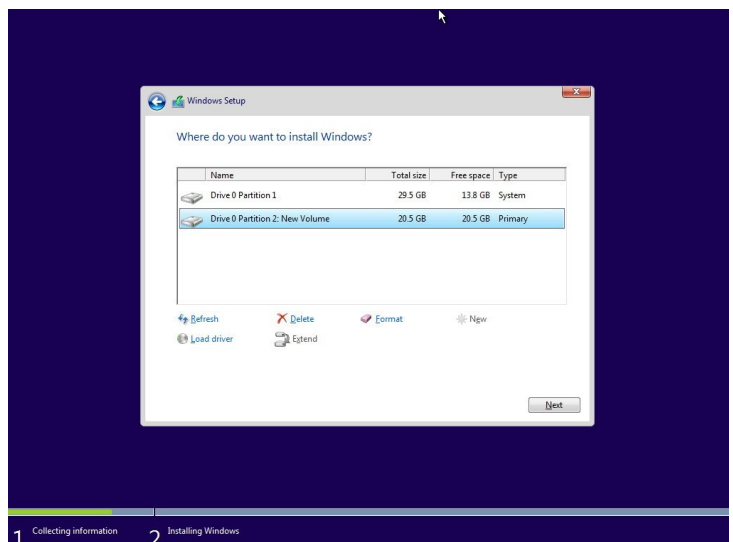 Windows Setup
Where do you want to install Windows?
Name Total size Free space Type
Drive 0 Partition 1 29.5 GB 13.8 GB System
Drive 0 Partition 2: New Volume 20.5 GB 20.5 GB Primary
Refresh Delete Format New
Load driver Extend
Next
1 Collecting information 2 Installing Windows